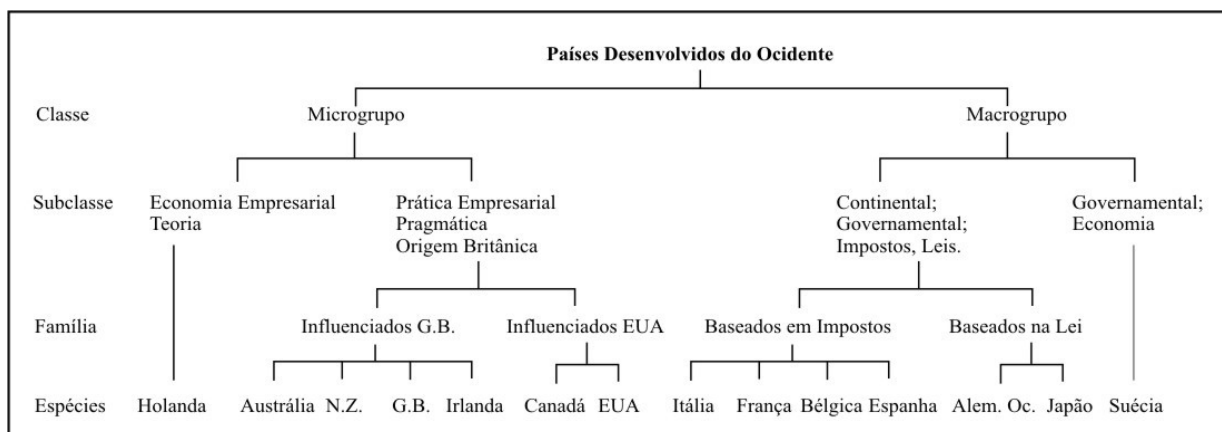 Países Desenvolvidos do Ocidente
Classe Microgrupo Macrogrupo
Subclasse Economia Empresarial Prática Empresarial Continental; Governamental;
Teoria Pragmática Governamental; Economia
Origem Britânica Impostos, Leis.
Família Influenciados G.B. Influenciados EUA Baseados em Impostos Baseados na Lei
Espécies Holanda Austrália N.Z. G.B. Irlanda Canadá EUA Itália França Bélgica Espanha Alem. Oc. Japão Suécia